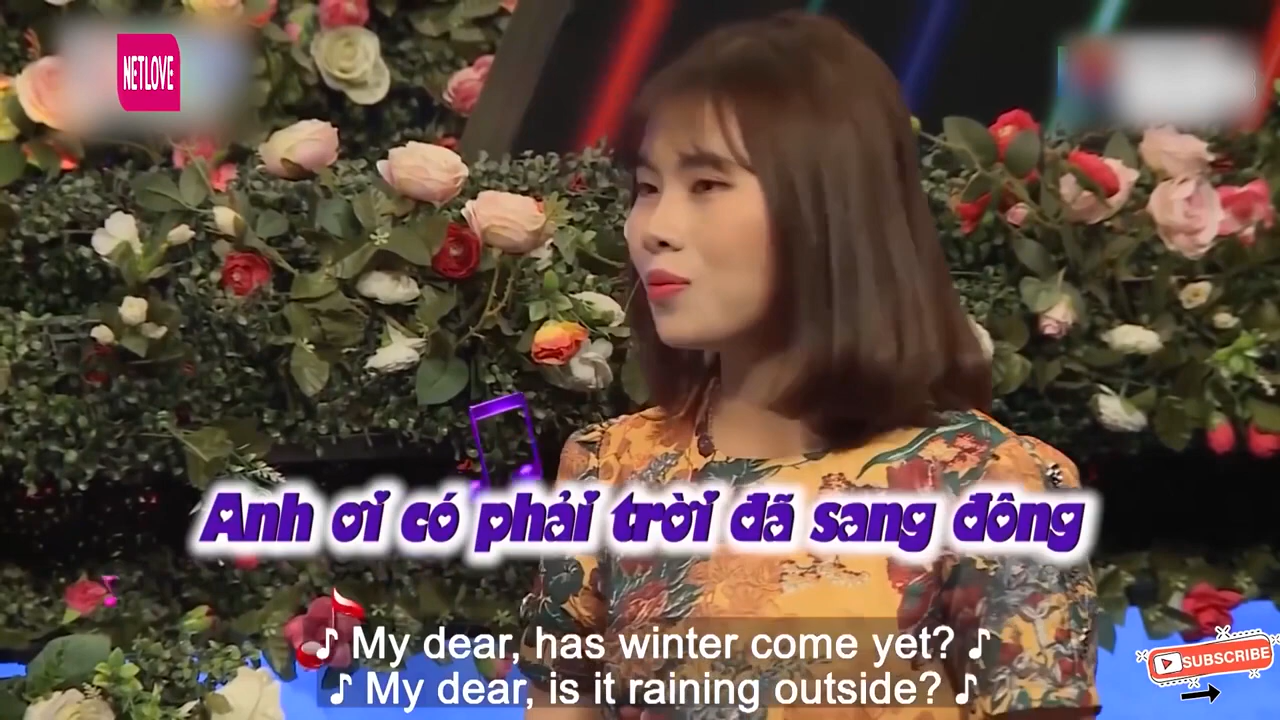 NETLOVE
Anh ơi có phải trời đã sang đông
♪ My dear, has winter come yet? ♪
♪ My dear, is it raining outside? ♪
SUBSCRIBE